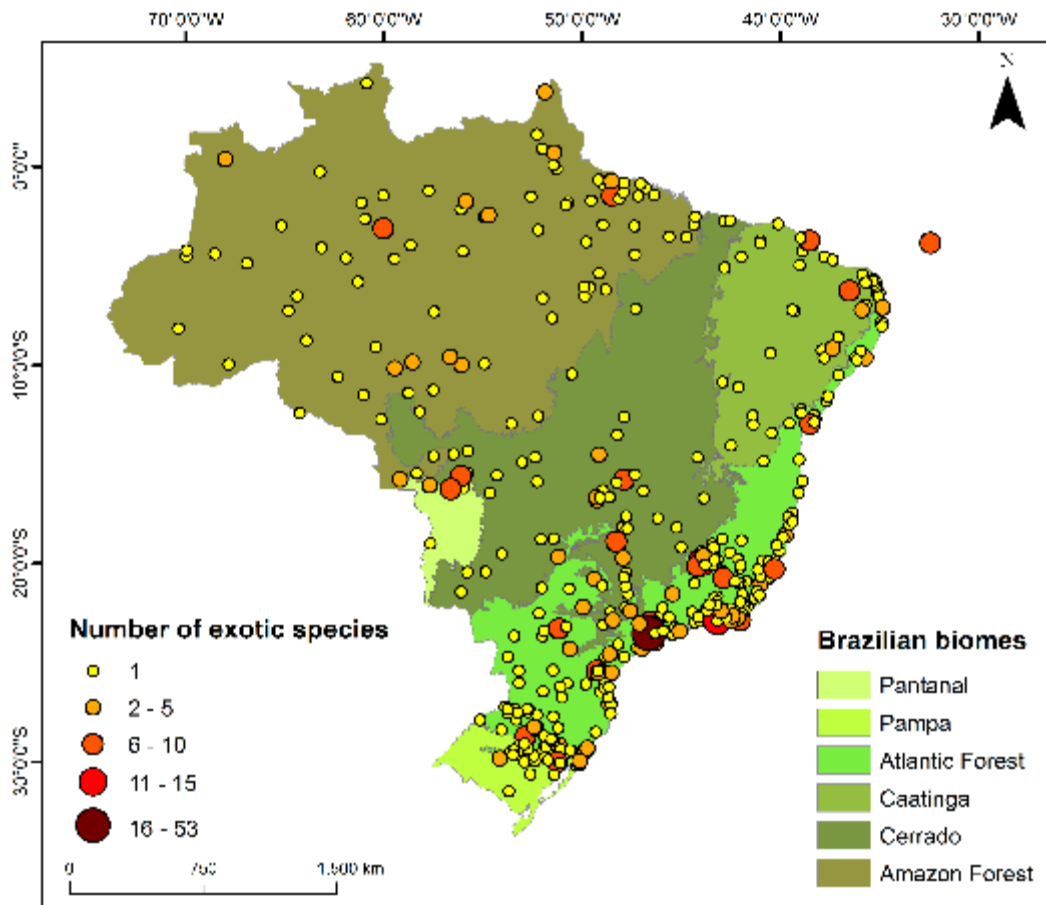 70°0'0"W 60°0'0"W 50°0'0"W 40°0'0"W 30°0'0"W
N
0°0'0"
10°0'0"S
20°0'0"S
30°0'0"S
Number of exotic species
1
2 - 5
6 - 10
11 - 15
16 - 53
0 750 1.500 km
Brazilian biomes
Pantanal
Pampa
Atlantic Forest
Caatinga
Cerrado
Amazon Forest